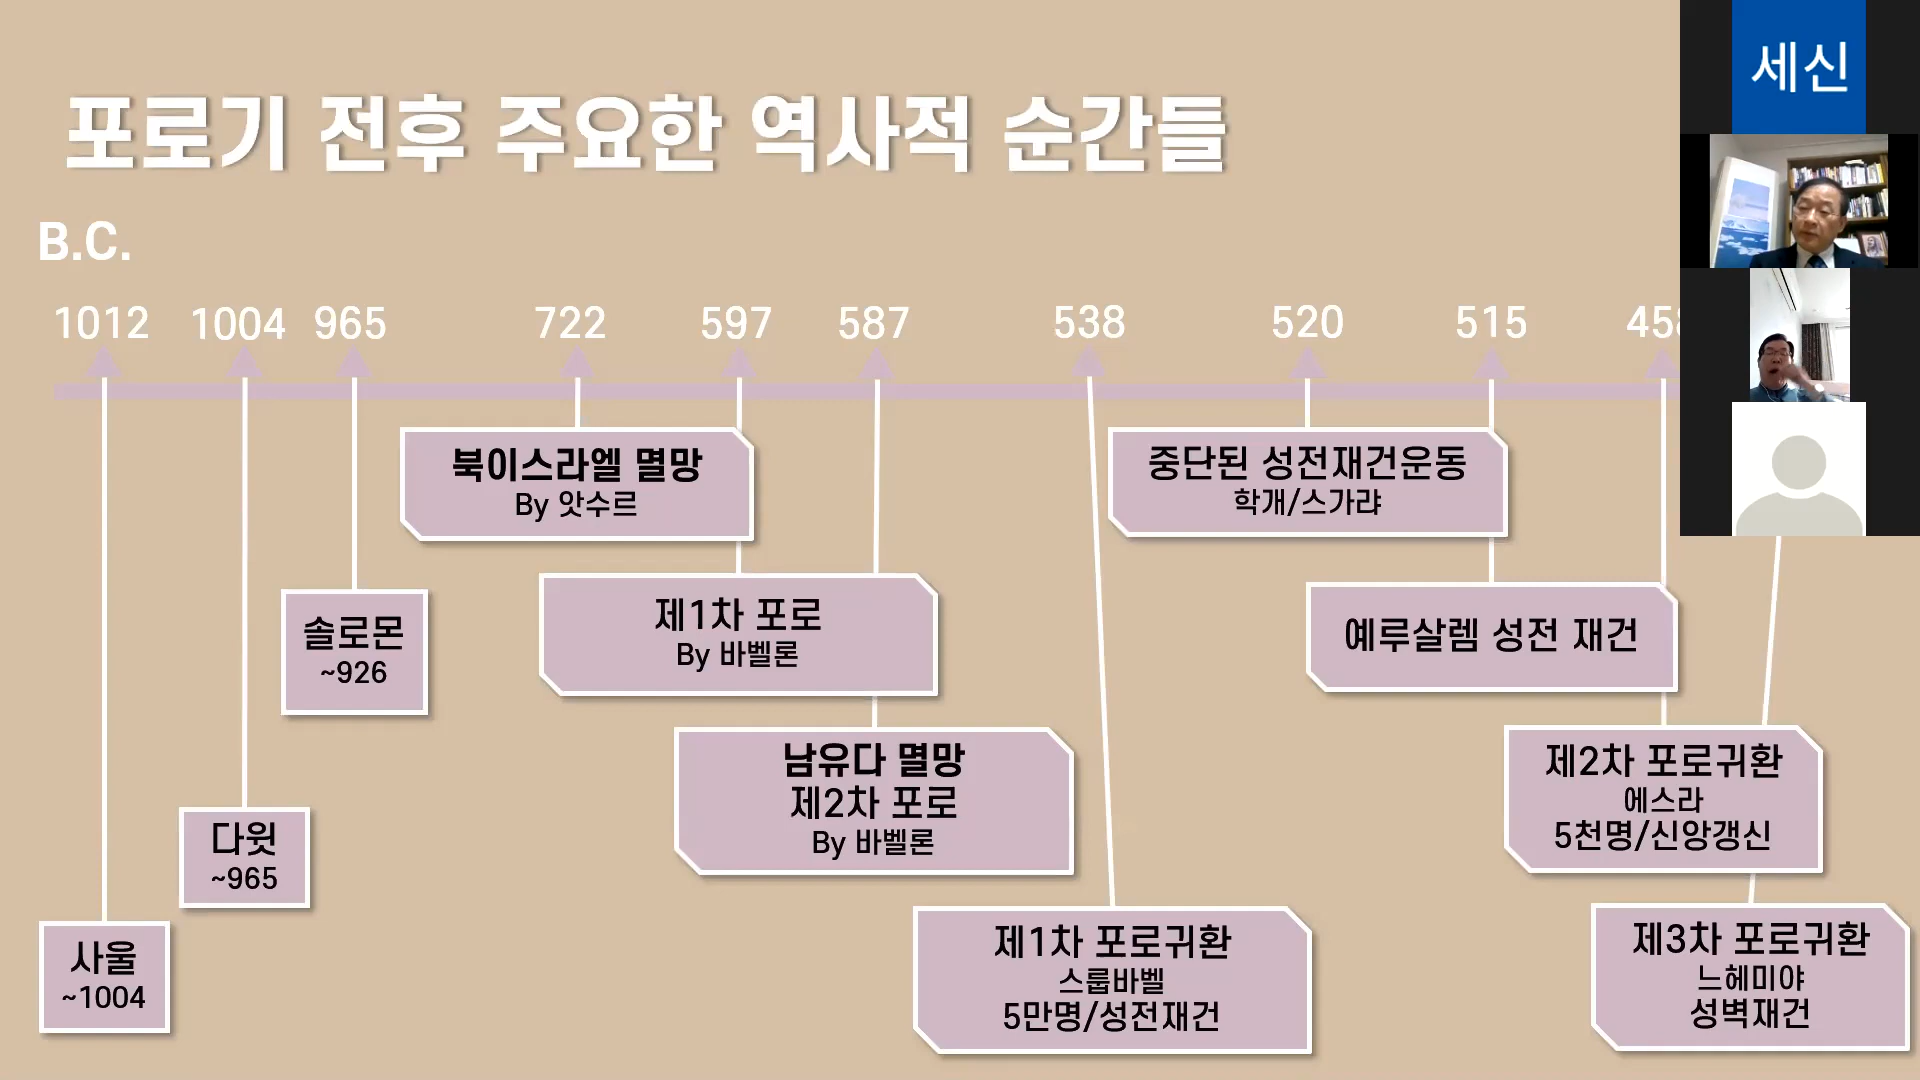 포로기 전후 주요한 역사적 순간들
B.C.
1012 1004 965 722 597 587 538 520 515 458
북이스라엘 멸망
By 앗수르
중단된 성전재건운동
학개/스가랴
제1차 포로
By 바벨론
예루살렘 성전 재건
솔로몬
~926
남유다 멸망
제2차 포로
By 바벨론
제2차 포로귀환
에스라
5천명/신앙갱신
다윗
~965
제1차 포로귀환
스룹바벨
5만명/성전재건
제3차 포로귀환
느헤미야
성벽재건
사울
~1004
세신